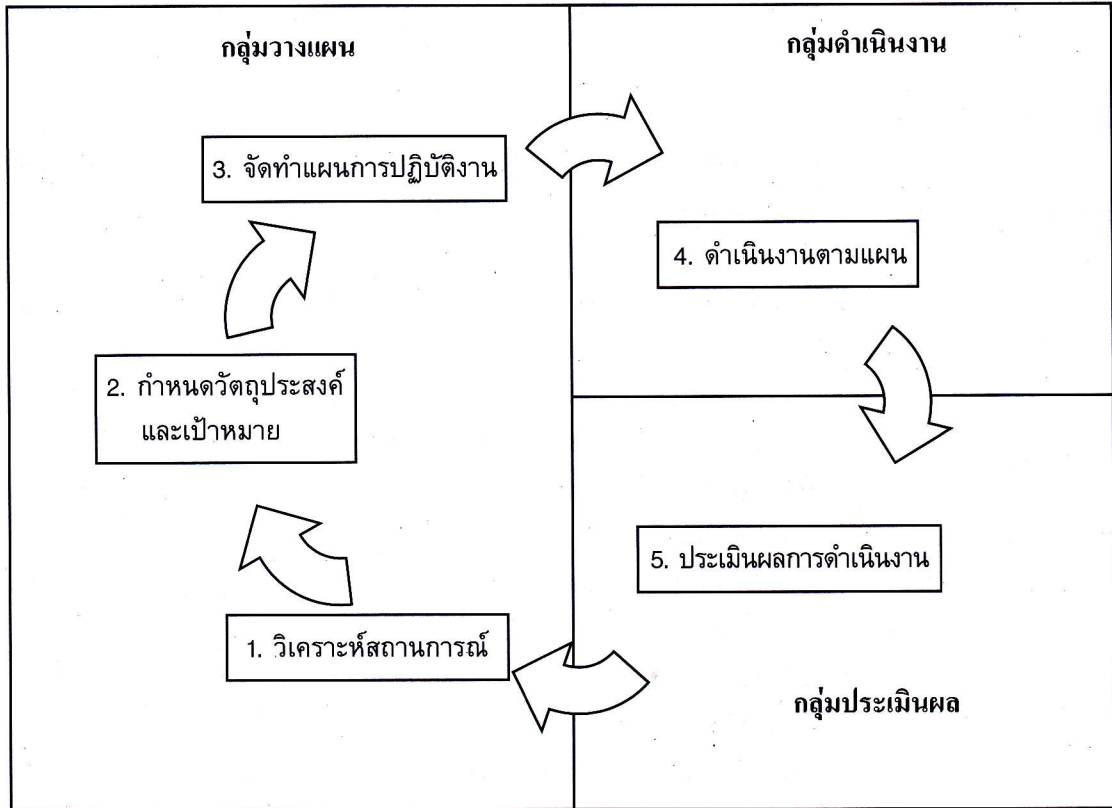 กลุ่มวางแผน
กลุ่มดำเนินงาน
3. จัดทำแผนการปฏิบัติงาน
4. ดำเนินงานตามแผน
2. กำหนดวัตถุประสงค์
และเป้าหมาย
5. ประเมินผลการดำเนินงาน
1. วิเคราะห์สถานการณ์
กลุ่มประเมินผล